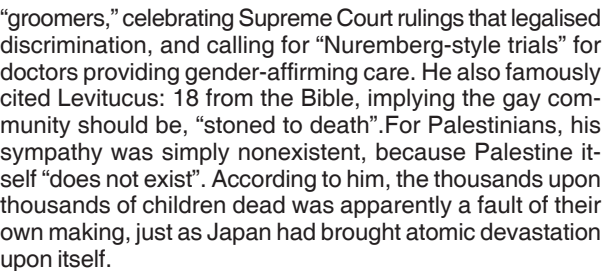 “groomers,” celebrating Supreme Court rulings that legalised
discrimination, and calling for “Nuremberg-style trials” for
doctors providing gender-affirming care. He also famously
cited Levitucus: 18 from the Bible, implying the gay com-
munity should be, “stoned to death”.For Palestinians, his
sympathy was simply nonexistent, because Palestine it-
self “does not exist”. According to him, the thousands upon
thousands of children dead was apparently a fault of their
own making, just as Japan had brought atomic devastation
upon itself.